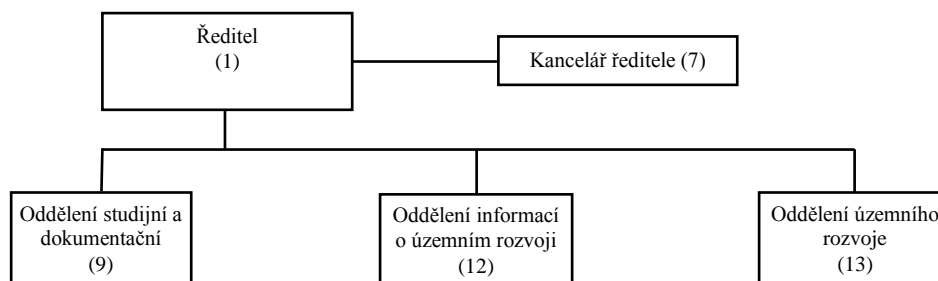 Ředitel
(1)
Kancelář ředitele (7)
Oddělení studijní a
dokumentační
(9)
Oddělení informací
o územním rozvoji
(12)
Oddělení územního
rozvoje
(13)